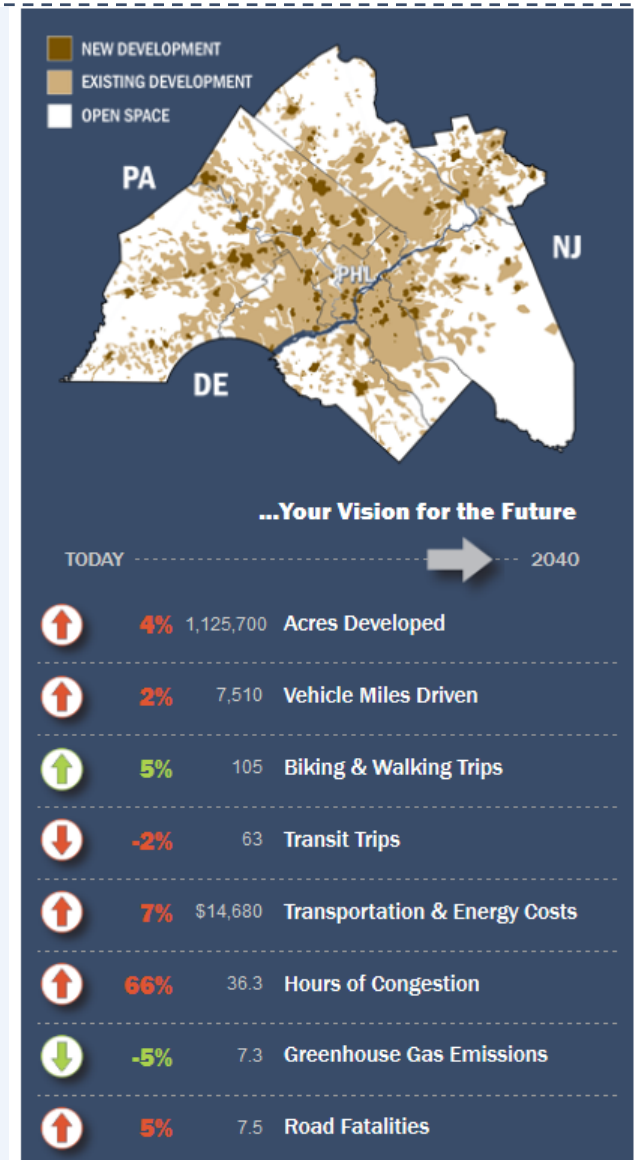 NEW DEVELOPMENT
EXISTING DEVELOPMENT
OPEN SPACE
PA
NJ
PHL
DE
...Your Vision for the Future
TODAY 2040
4% 1,125,700 Acres Developed
2% 7,510 Vehicle Miles Driven
5% 105 Biking & Walking Trips
-2% 63 Transit Trips
7% $14,680 Transportation & Energy Costs
66% 36.3 Hours of Congestion
-5% 7.3 Greenhouse Gas Emissions
5% 7.5 Road Fatalities